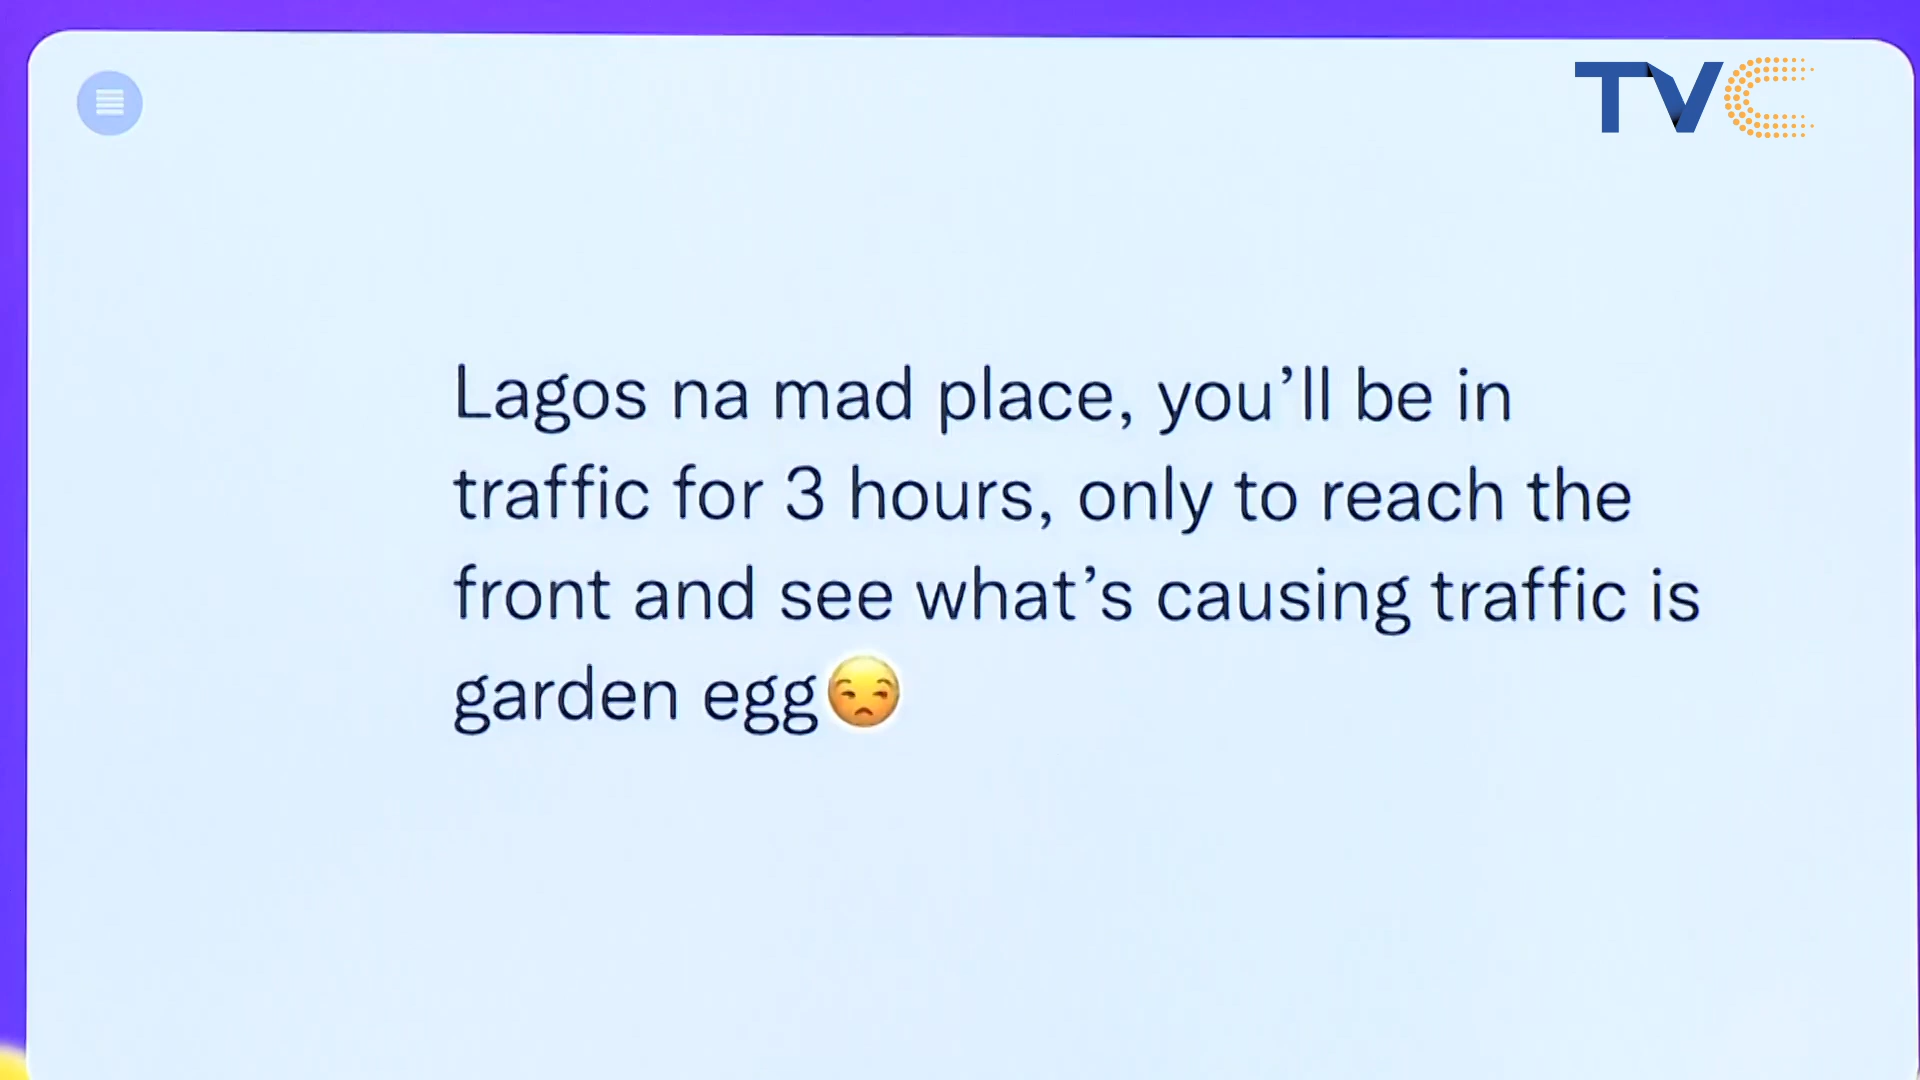 TVC
Lagos na mad place, you’ll be in
traffic for 3 hours, only to reach the
front and see what’s causing traffic is
garden egg😒